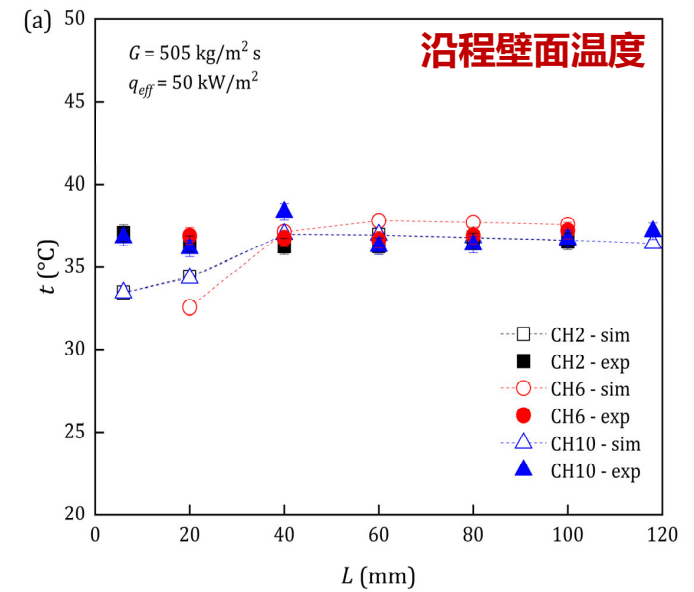 (a)
沿程壁面温度
G = 505 kg/m² s
q_eff = 50 kW/m²
50
45
40
35
30
25
20
t (°C)
CH2 - sim
CH2 - exp
CH6 - sim
CH6 - exp
CH10 - sim
CH10 - exp
0 20 40 60 80 100 120
L (mm)